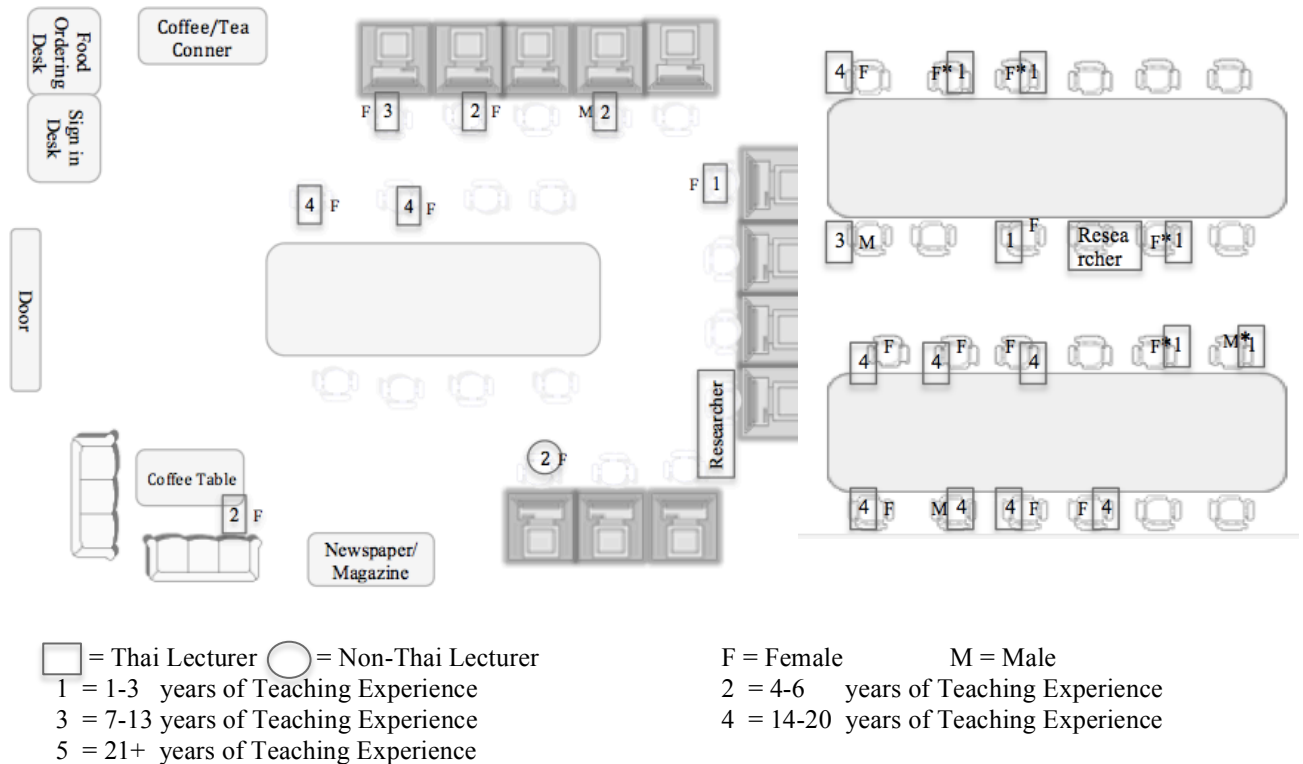 Food
Ordering
Desk
Coffee/Tea
Conner
Sign in
Desk
F 3
2 F
M 2
F 1
4 F
4 F
Door
Researcher
2 F
Coffee Table
2 F
Newspaper/
Magazine
4 F
F* 1
F* 1
3 M
1 F
Resea
rcher
F* 1
4 F
4 F
F 4
F* 1
M* 1
4 F
M 4
4 F
F 4
= Thai Lecturer = Non-Thai Lecturer
F = Female M = Male
1 = 1-3 years of Teaching Experience
2 = 4-6 years of Teaching Experience
3 = 7-13 years of Teaching Experience
4 = 14-20 years of Teaching Experience
5 = 21+ years of Teaching Experience